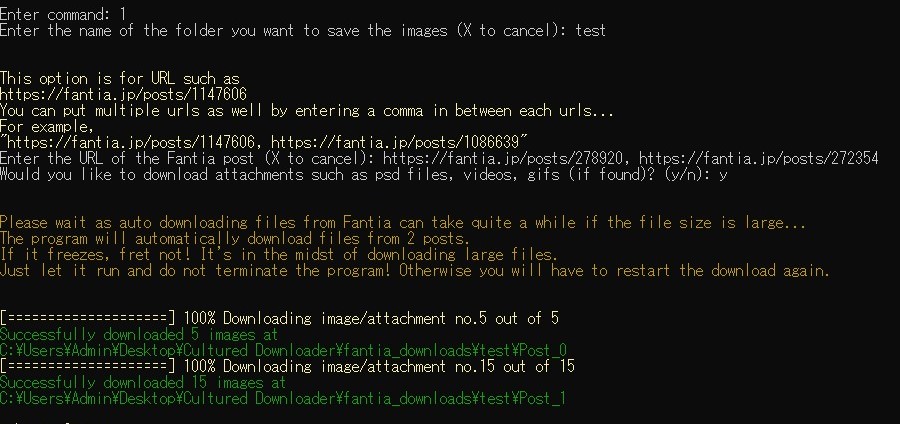 Enter command: 1
Enter the name of the folder you want to save the images (X to cancel): test
This option is for URL such as
https://fantia.jp/posts/1147606
You can put multiple urls as well by entering a comma in between each urls...
For example,
"https://fantia.jp/posts/1147606, https://fantia.jp/posts/1086639"
Enter the URL of the Fantia post (X to cancel): https://fantia.jp/posts/278920, https://fantia.jp/posts/272354
Would you like to download attachments such as psd files, videos, gifs (if found)? (y/n): y
Please wait as auto downloading files from Fantia can take quite a while if the file size is large...
The program will automatically download files from 2 posts.
If it freezes, fret not! It's in the midst of downloading large files.
Just let it run and do not terminate the program! Otherwise you will have to restart the download again.
[====================] 100% Downloading image/attachment no.5 out of 5
Successfully downloaded 5 images at
C:¥Users¥Admin¥Desktop¥Cultured Downloader¥fantia_downloads¥test¥Post_0
[====================] 100% Downloading image/attachment no.15 out of 15
Successfully downloaded 15 images at
C:¥Users¥Admin¥Desktop¥Cultured Downloader¥fantia_downloads¥test¥Post_1